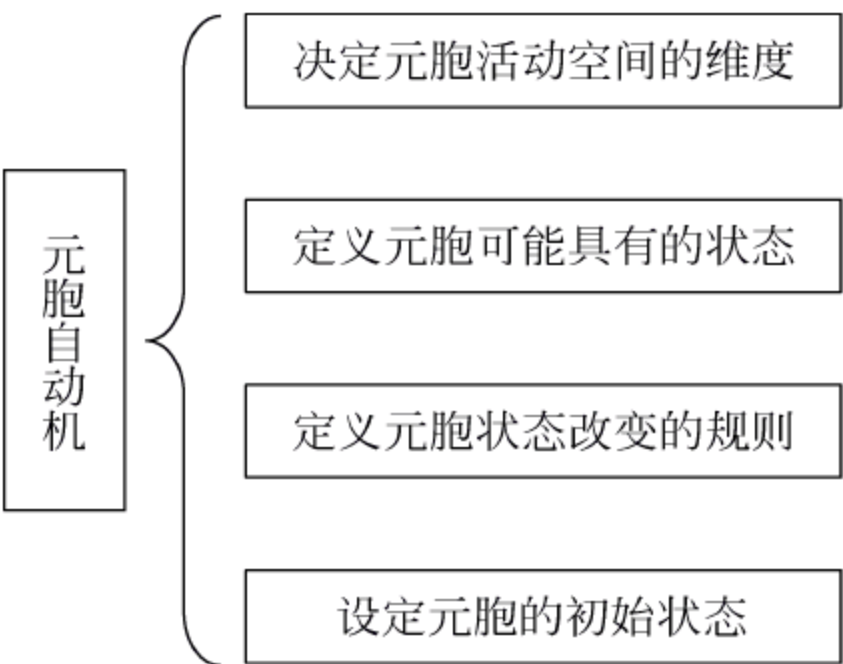 元胞自动机
决定元胞活动空间的维度
定义元胞可能具有的状态
定义元胞状态改变的规则
设定元胞的初始状态